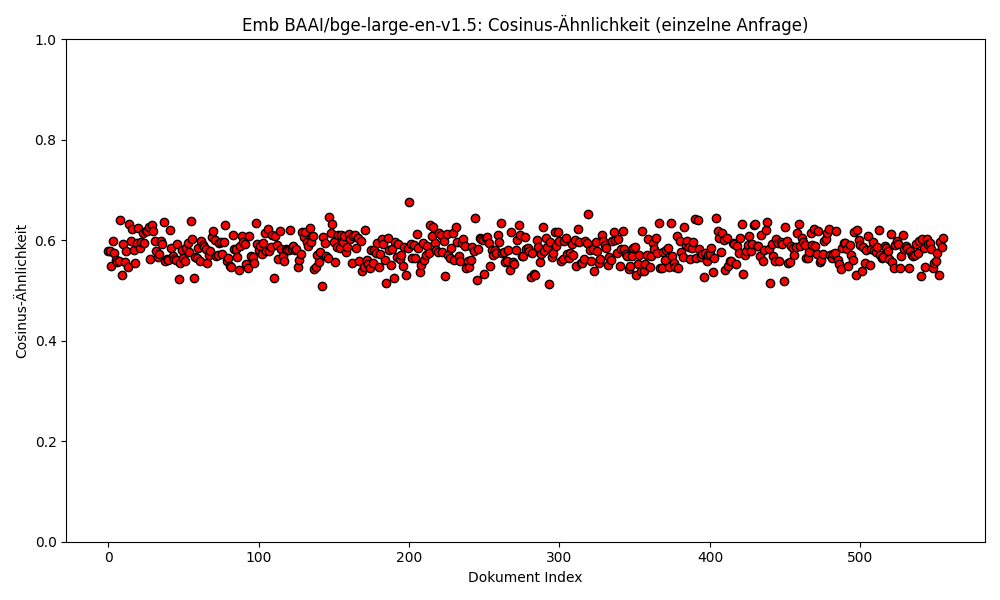 Emb BAAI/bge-large-en-v1.5: Cosinus-Ähnlichkeit (einzelne Anfrage)
1.0
0.8
0.6
0.4
0.2
0.0
Cosinus-Ähnlichkeit
0 100 200 300 400 500
Dokument Index